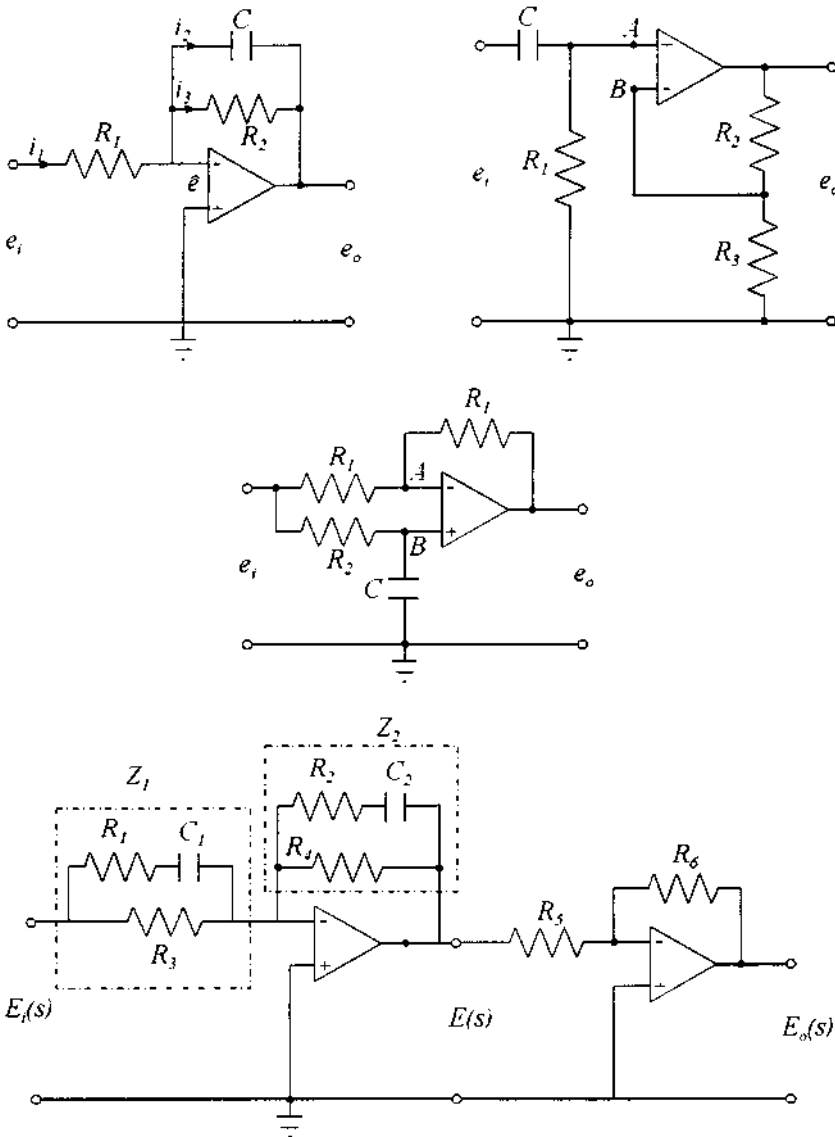 i₂ C
i₃
R₂
i₁ R₁
-
ê
+
eᵢ
eₒ
C A
+
B -
R₂
eᵢ R₁ eₒ
R₃
R₁
R₁ A
-
+
R₂ B
eᵢ C eₒ
Z₂
Z₁
R₂ C₂
R₁ C₁
R₄
R₆
R₃
-
+
R₅
-
+
Eᵢ(s) E(s) Eₒ(s)